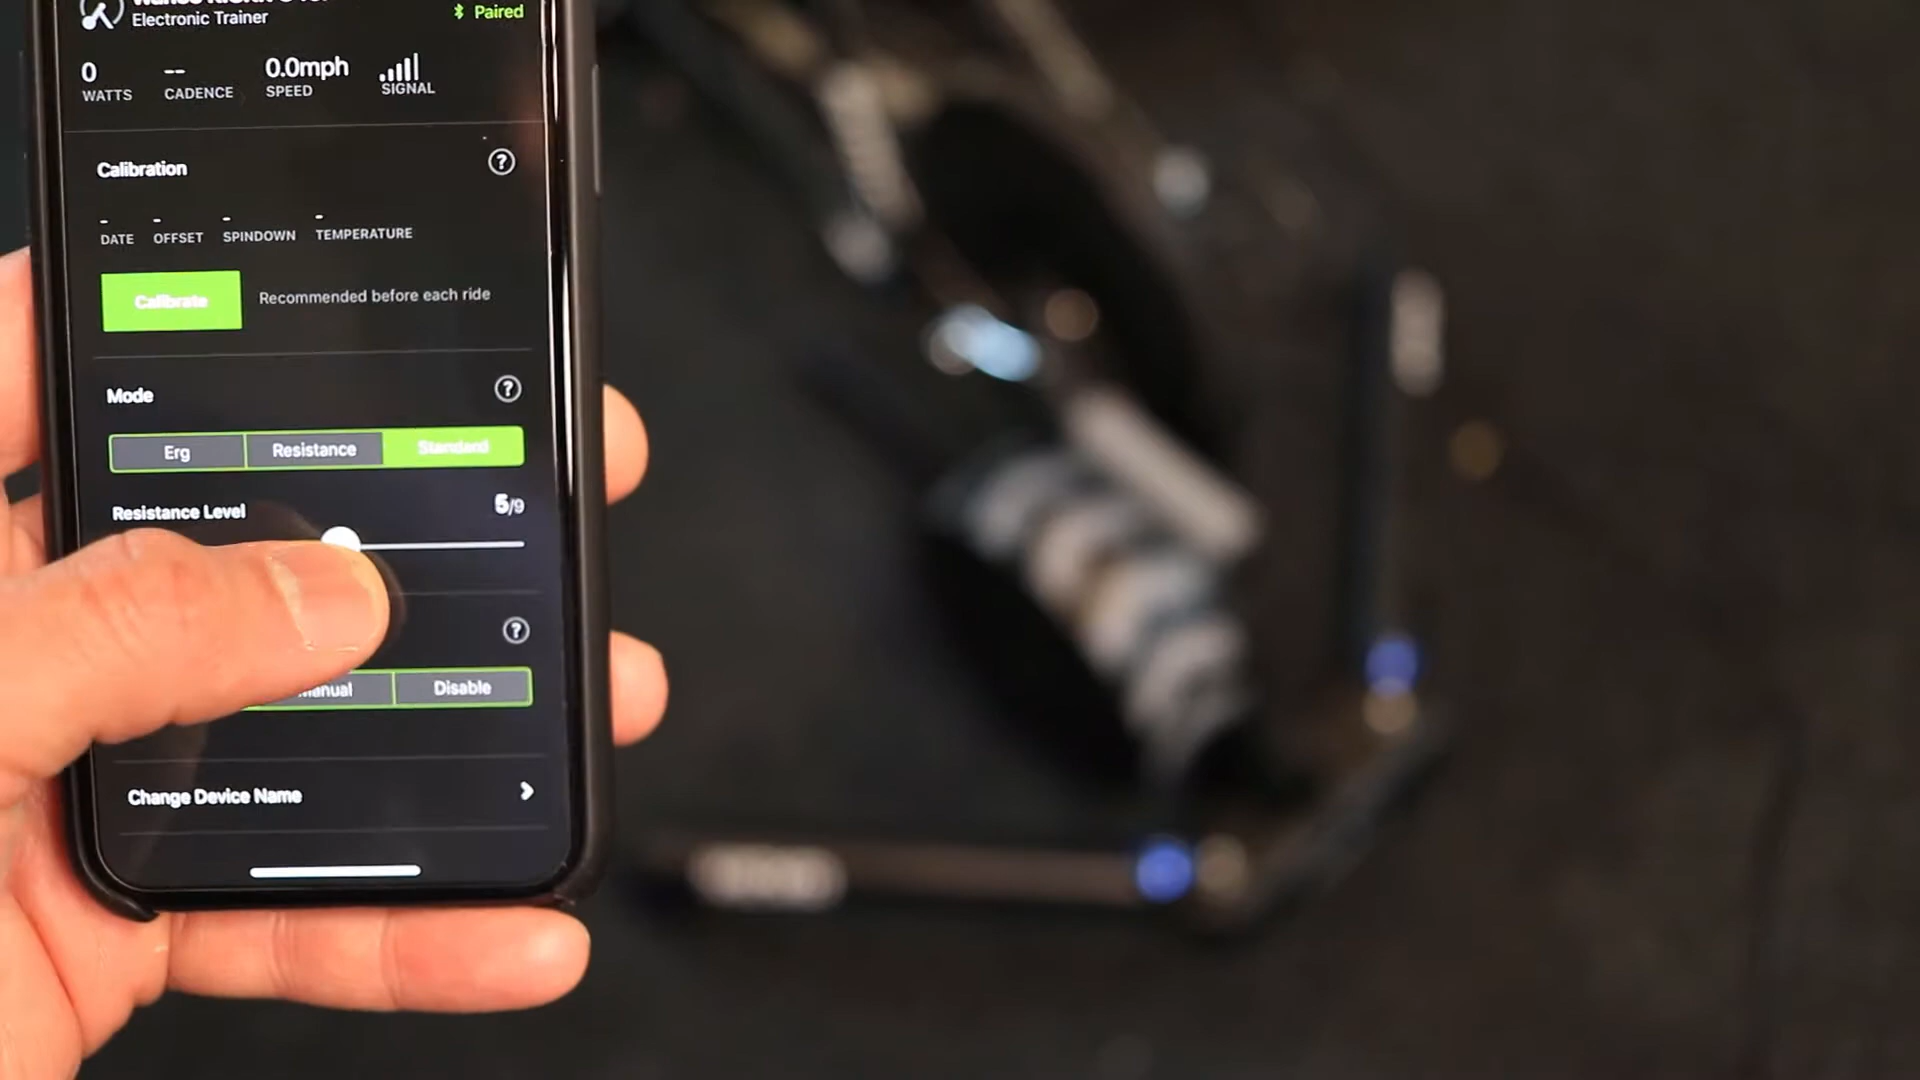 Electronic Trainer
Paired
0
--
0.0mph
WATTS
CADENCE
SPEED
SIGNAL
Calibration
?
-
-
-
-
DATE
OFFSET
SPINDOWN
TEMPERATURE
Calibrate
Recommended before each ride
Mode
?
Erg
Resistance
Standard
Resistance Level
/9
?
Disable
Change Device Name